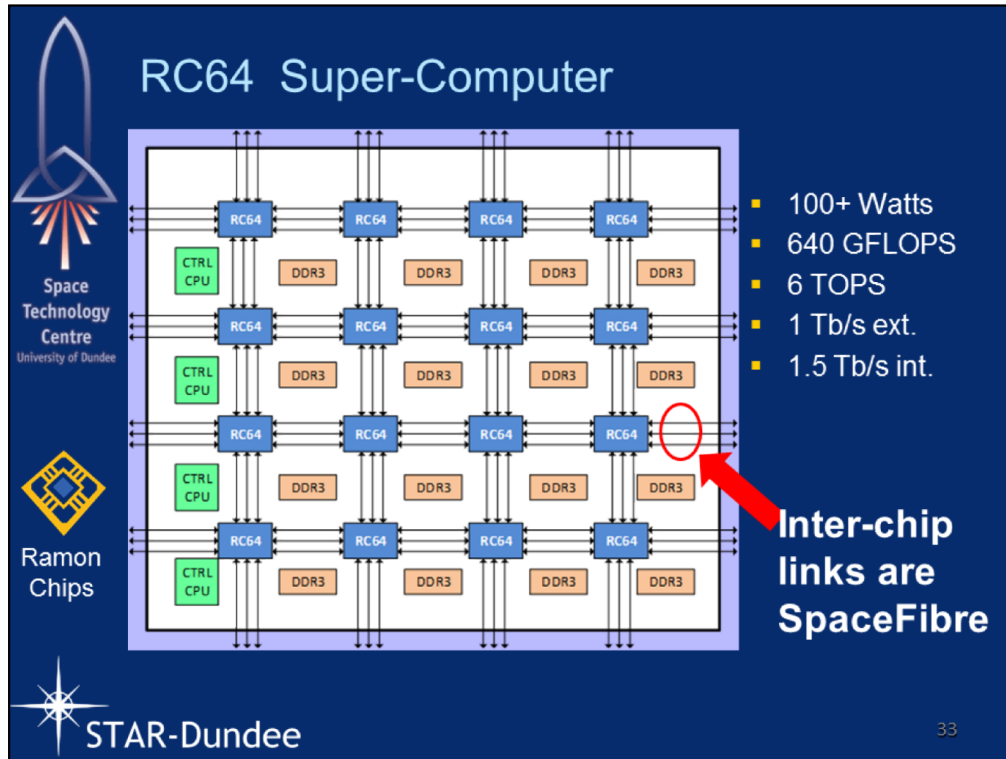 RC64 Super-Computer
Space
Technology
Centre
University of Dundee
Ramon
Chips
RC64 RC64 RC64 RC64
CTRL
CPU
DDR3 DDR3 DDR3 DDR3
RC64 RC64 RC64 RC64
CTRL
CPU
DDR3 DDR3 DDR3 DDR3
RC64 RC64 RC64 RC64
CTRL
CPU
DDR3 DDR3 DDR3 DDR3
RC64 RC64 RC64 RC64
CTRL
CPU
DDR3 DDR3 DDR3 DDR3
100+ Watts
640 GFLOPS
6 TOPS
1 Tb/s ext.
1.5 Tb/s int.
Inter-chip
links are
SpaceFibre
STAR-Dundee
33